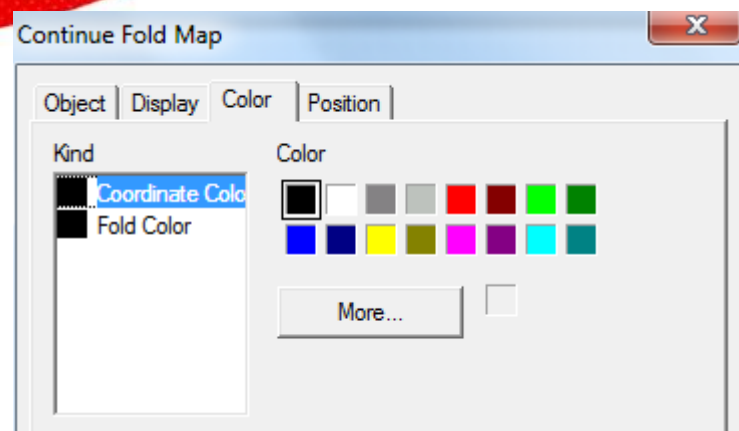 Continue Fold Map
Object Display Color Position
Kind Color
Coordinate Colo
Fold Color
More...